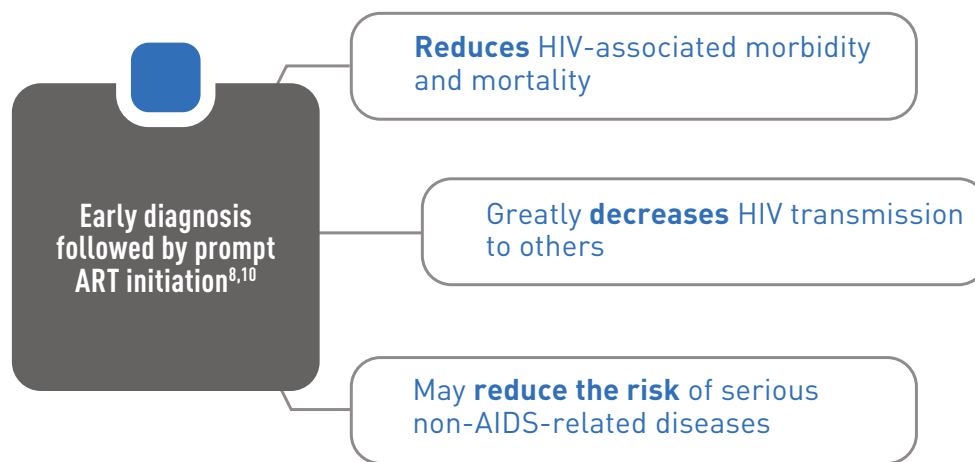 Reduces HIV-associated morbidity
and mortality
Early diagnosis
followed by prompt
ART initiation8,10
Greatly decreases HIV transmission
to others
May reduce the risk of serious
non-AIDS-related diseases